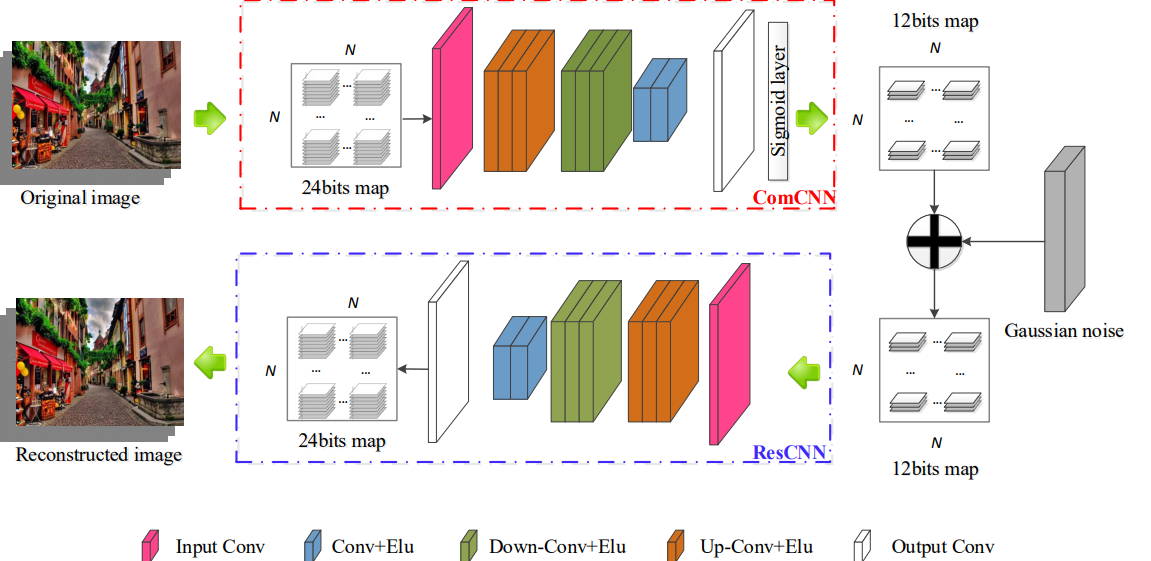 Original image
N
N
...
...
...
...
24bits map
Sigmoid layer
ComCNN
12bits map
N
N
...
...
...
...
Gaussian noise
Reconstructed image
N
N
...
...
...
...
24bits map
ResCNN
N
...
...
...
...
N
12bits map
Input Conv
Conv+Elu
Down-Conv+Elu
Up-Conv+Elu
Output Conv